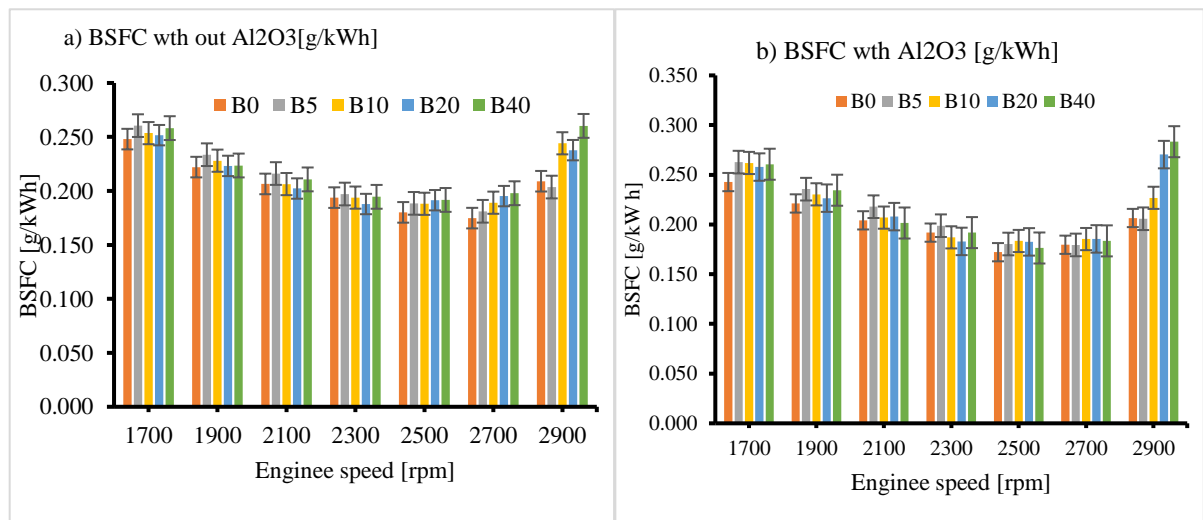 a) BSFC wth out Al2O3[g/kWh]
0.300
0.250
0.200
0.150
0.100
0.050
0.000
BSFC [g/kWh]
B0 B5 B10 B20 B40
1700 1900 2100 2300 2500 2700 2900
Enginee speed [rpm]
b) BSFC wth Al2O3 [g/kWh]
0.350
0.300
0.250
0.200
0.150
0.100
0.050
0.000
BSFC [g/kW h]
B0 B5 B10 B20 B40
1700 1900 2100 2300 2500 2700 2900
Enginee speed [rpm]